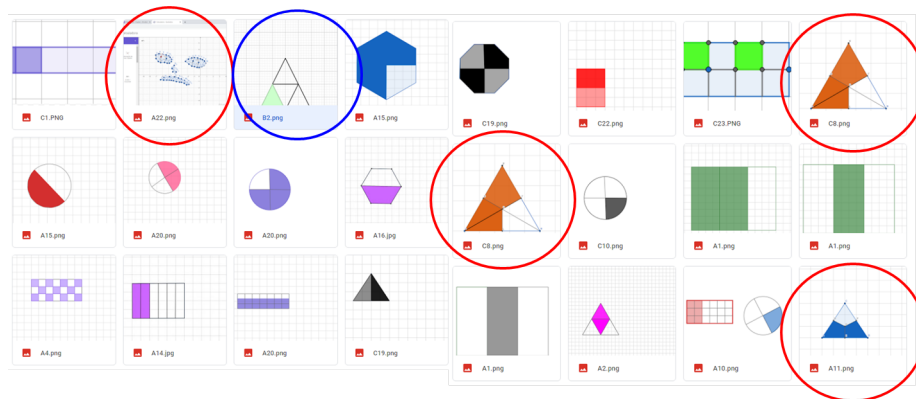 C1.PNG
A22.png
B2.png
A15.png
C19.png
C22.png
C23.PNG
C8.png
A15.png
A20.png
A20.png
A16.jpg
C8.png
C10.png
A1.png
A1.png
A4.png
A14.jpg
A20.png
C19.png
A1.png
A2.png
A10.png
A11.png